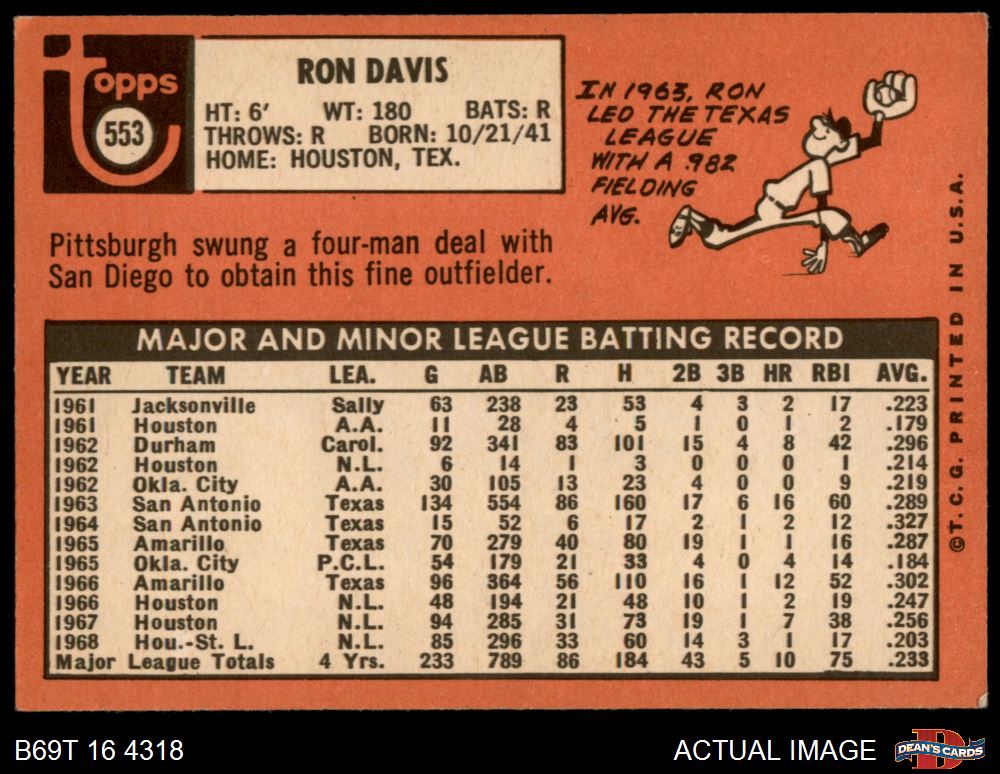 topps
553
RON DAVIS
HT: 6' WT: 180 BATS: R
THROWS: R BORN: 10/21/41
HOME: HOUSTON, TEX.
IN 1963, RON
LED THE TEXAS
LEAGUE
WITH A .982
FIELDING
AVG.
Pittsburgh swung a four-man deal with
San Diego to obtain this fine outfielder.
MAJOR AND MINOR LEAGUE BATTING RECORD
YEAR TEAM LEA. G AB R H 2B 3B HR RBI AVG.
1961 Jacksonville Sally 63 238 23 53 4 3 2 17 .223
1961 Houston A.A. 11 28 4 5 1 0 1 2 .179
1962 Durham Carol. 92 341 83 101 15 4 8 42 .296
1962 Houston N.L. 6 14 1 3 0 0 0 1 .214
1962 Okla. City A.A. 30 105 13 23 4 0 0 9 .219
1963 San Antonio Texas 134 554 86 160 17 6 16 60 .289
1964 San Antonio Texas 15 52 6 17 2 1 2 12 .327
1965 Amarillo Texas 70 279 40 80 19 1 1 16 .287
1965 Okla. City P.C.L. 54 179 21 33 4 0 4 14 .184
1966 Amarillo Texas 96 364 56 110 16 1 12 52 .302
1966 Houston N.L. 48 194 21 48 10 1 2 19 .247
1967 Houston N.L. 94 285 31 73 19 1 7 38 .256
1968 Hou.-St. L. N.L. 85 296 33 60 14 3 1 17 .203
Major League Totals 4 Yrs. 233 789 86 184 43 5 10 75 .233
©T.C.G. PRINTED IN U.S.A.
B69T 16 4318
ACTUAL IMAGE
DEAN'S CARDS